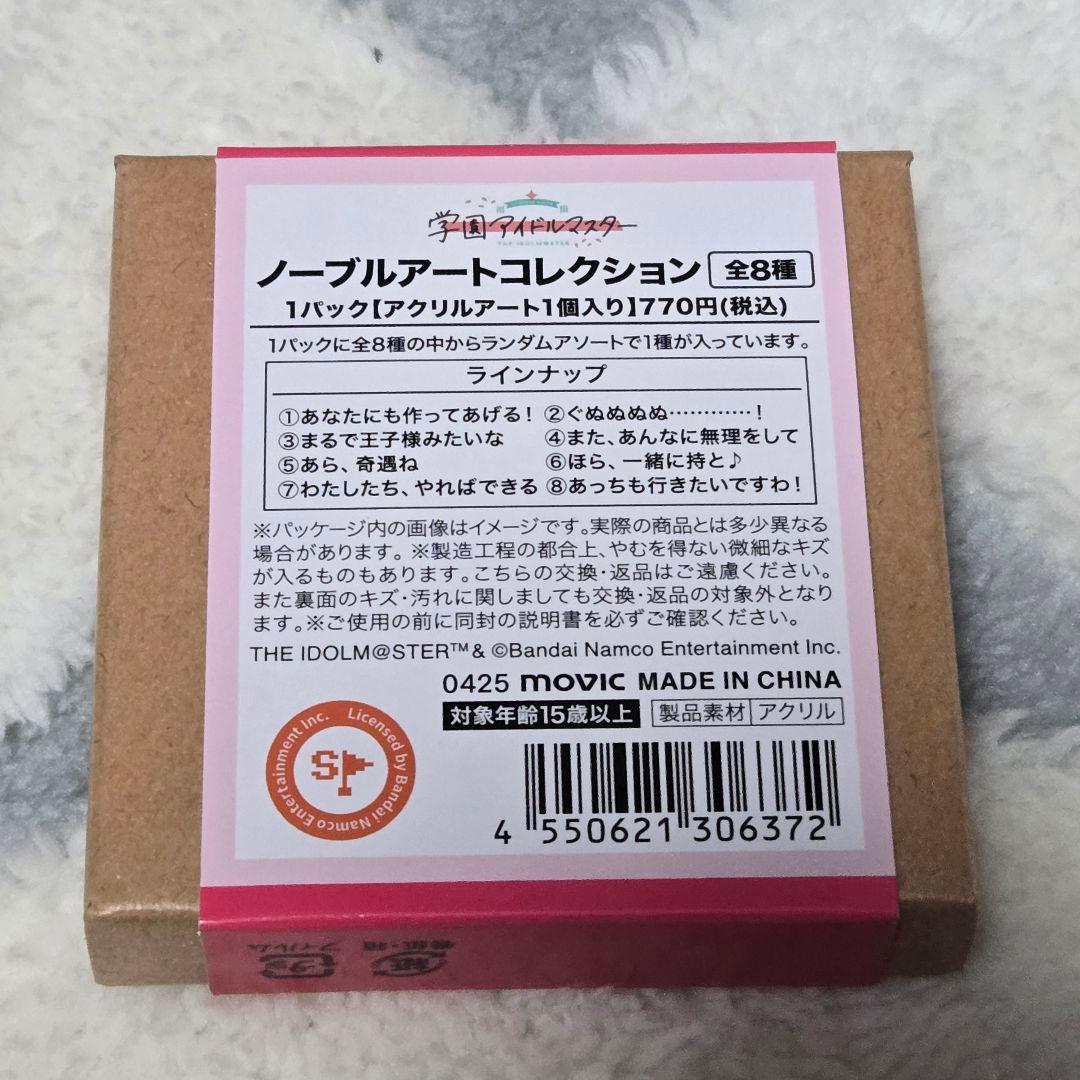 学園アイドルマスター
THE IDOLM@STER
ノーブルアートコレクション 全8種
1パック【アクリルアート1個入り】770円(税込)
1パックに全8種の中からランダムアソートで1種が入っています。
ラインナップ
①あなたにも作ってあげる! ②ぐぬぬぬぬ…………!
③まるで王子様みたいな ④また、あんなに無理をして
⑤あら、奇遇ね ⑥ほら、一緒に持と♪
⑦わたしたち、やればできる ⑧あっちも行きたいですわ!
※パッケージ内の画像はイメージです。実際の商品とは多少異なる
場合があります。※製造工程の都合上、やむを得ない微細なキズ
が入るものもあります。こちらの交換・返品はご遠慮ください。
また裏面のキズ・汚れに関しましても交換・返品の対象外となり
ます。※ご使用の前に同封の説明書を必ずご確認ください。
THE IDOLM@STER™& ©Bandai Namco Entertainment Inc.
0425 movic MADE IN CHINA
対象年齢15歳以上 製品素材 アクリル
Licensed by Bandai Namco Entertainment Inc.
S
4 550621 306372
フィルム 台紙・箱
プラ 紙